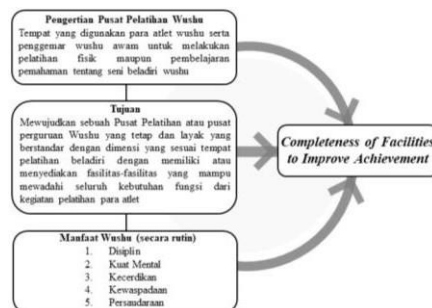 Pengertian Pusat Pelatihan Wushu
Tempat yang digunakan para atlet wushu serta
penggemar wushu awam untuk melakukan
pelatihan fisik maupun pembelajaran
pemahaman tentang seni beladiri wushu
Tujuan
Mewujudkan sebuah Pusat Pelatihan atau pusat
perguruan Wushu yang tetap dan layak yang
berstandar dengan dimensi yang sesuai tempat
pelatihan beladiri dengan memiliki atau
menyediakan fasilitas-fasilitas yang mampu
mewadahi seluruh kebutuhan fungsi dari
kegiatan pelatihan para atlet
Manfaat Wushu (secara rutin)
1. Disiplin
2. Kuat Mental
3. Kecerdikan
4. Kewaspadaan
5. Persaudaraan
Completeness of Facilities
to Improve Achievement